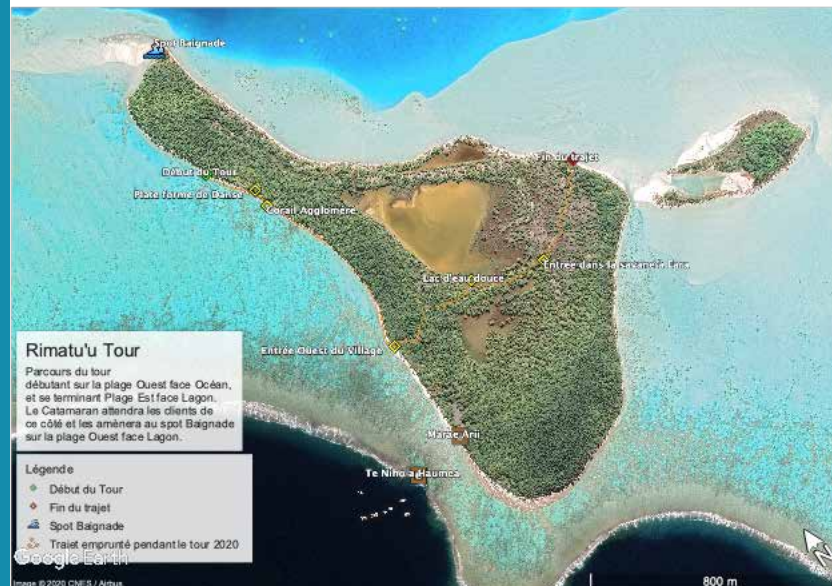 Spot Baignade
Début du Tour
Fin du trajet
Plate forme de Danse
Corail Agglomère
Lac d'eau douce
Entrée dans la savane à Fara
Entrée Ouest du Village
Marae Arii
Te Niho a Haumea
Rimatu'u Tour
Parcours du tour
débutant sur la plage Ouest face Océan,
et se terminant Plage Est face Lagon.
Le Catamaran attendra les clients de
ce côté et les amènera au spot Baignade
sur la plage Ouest face Lagon.
Légende
Début du Tour
Fin du trajet
Spot Baignade
Trajet emprunté pendant le tour 2020
Google Earth
Image © 2020 CNES / Airbus
800 m
N